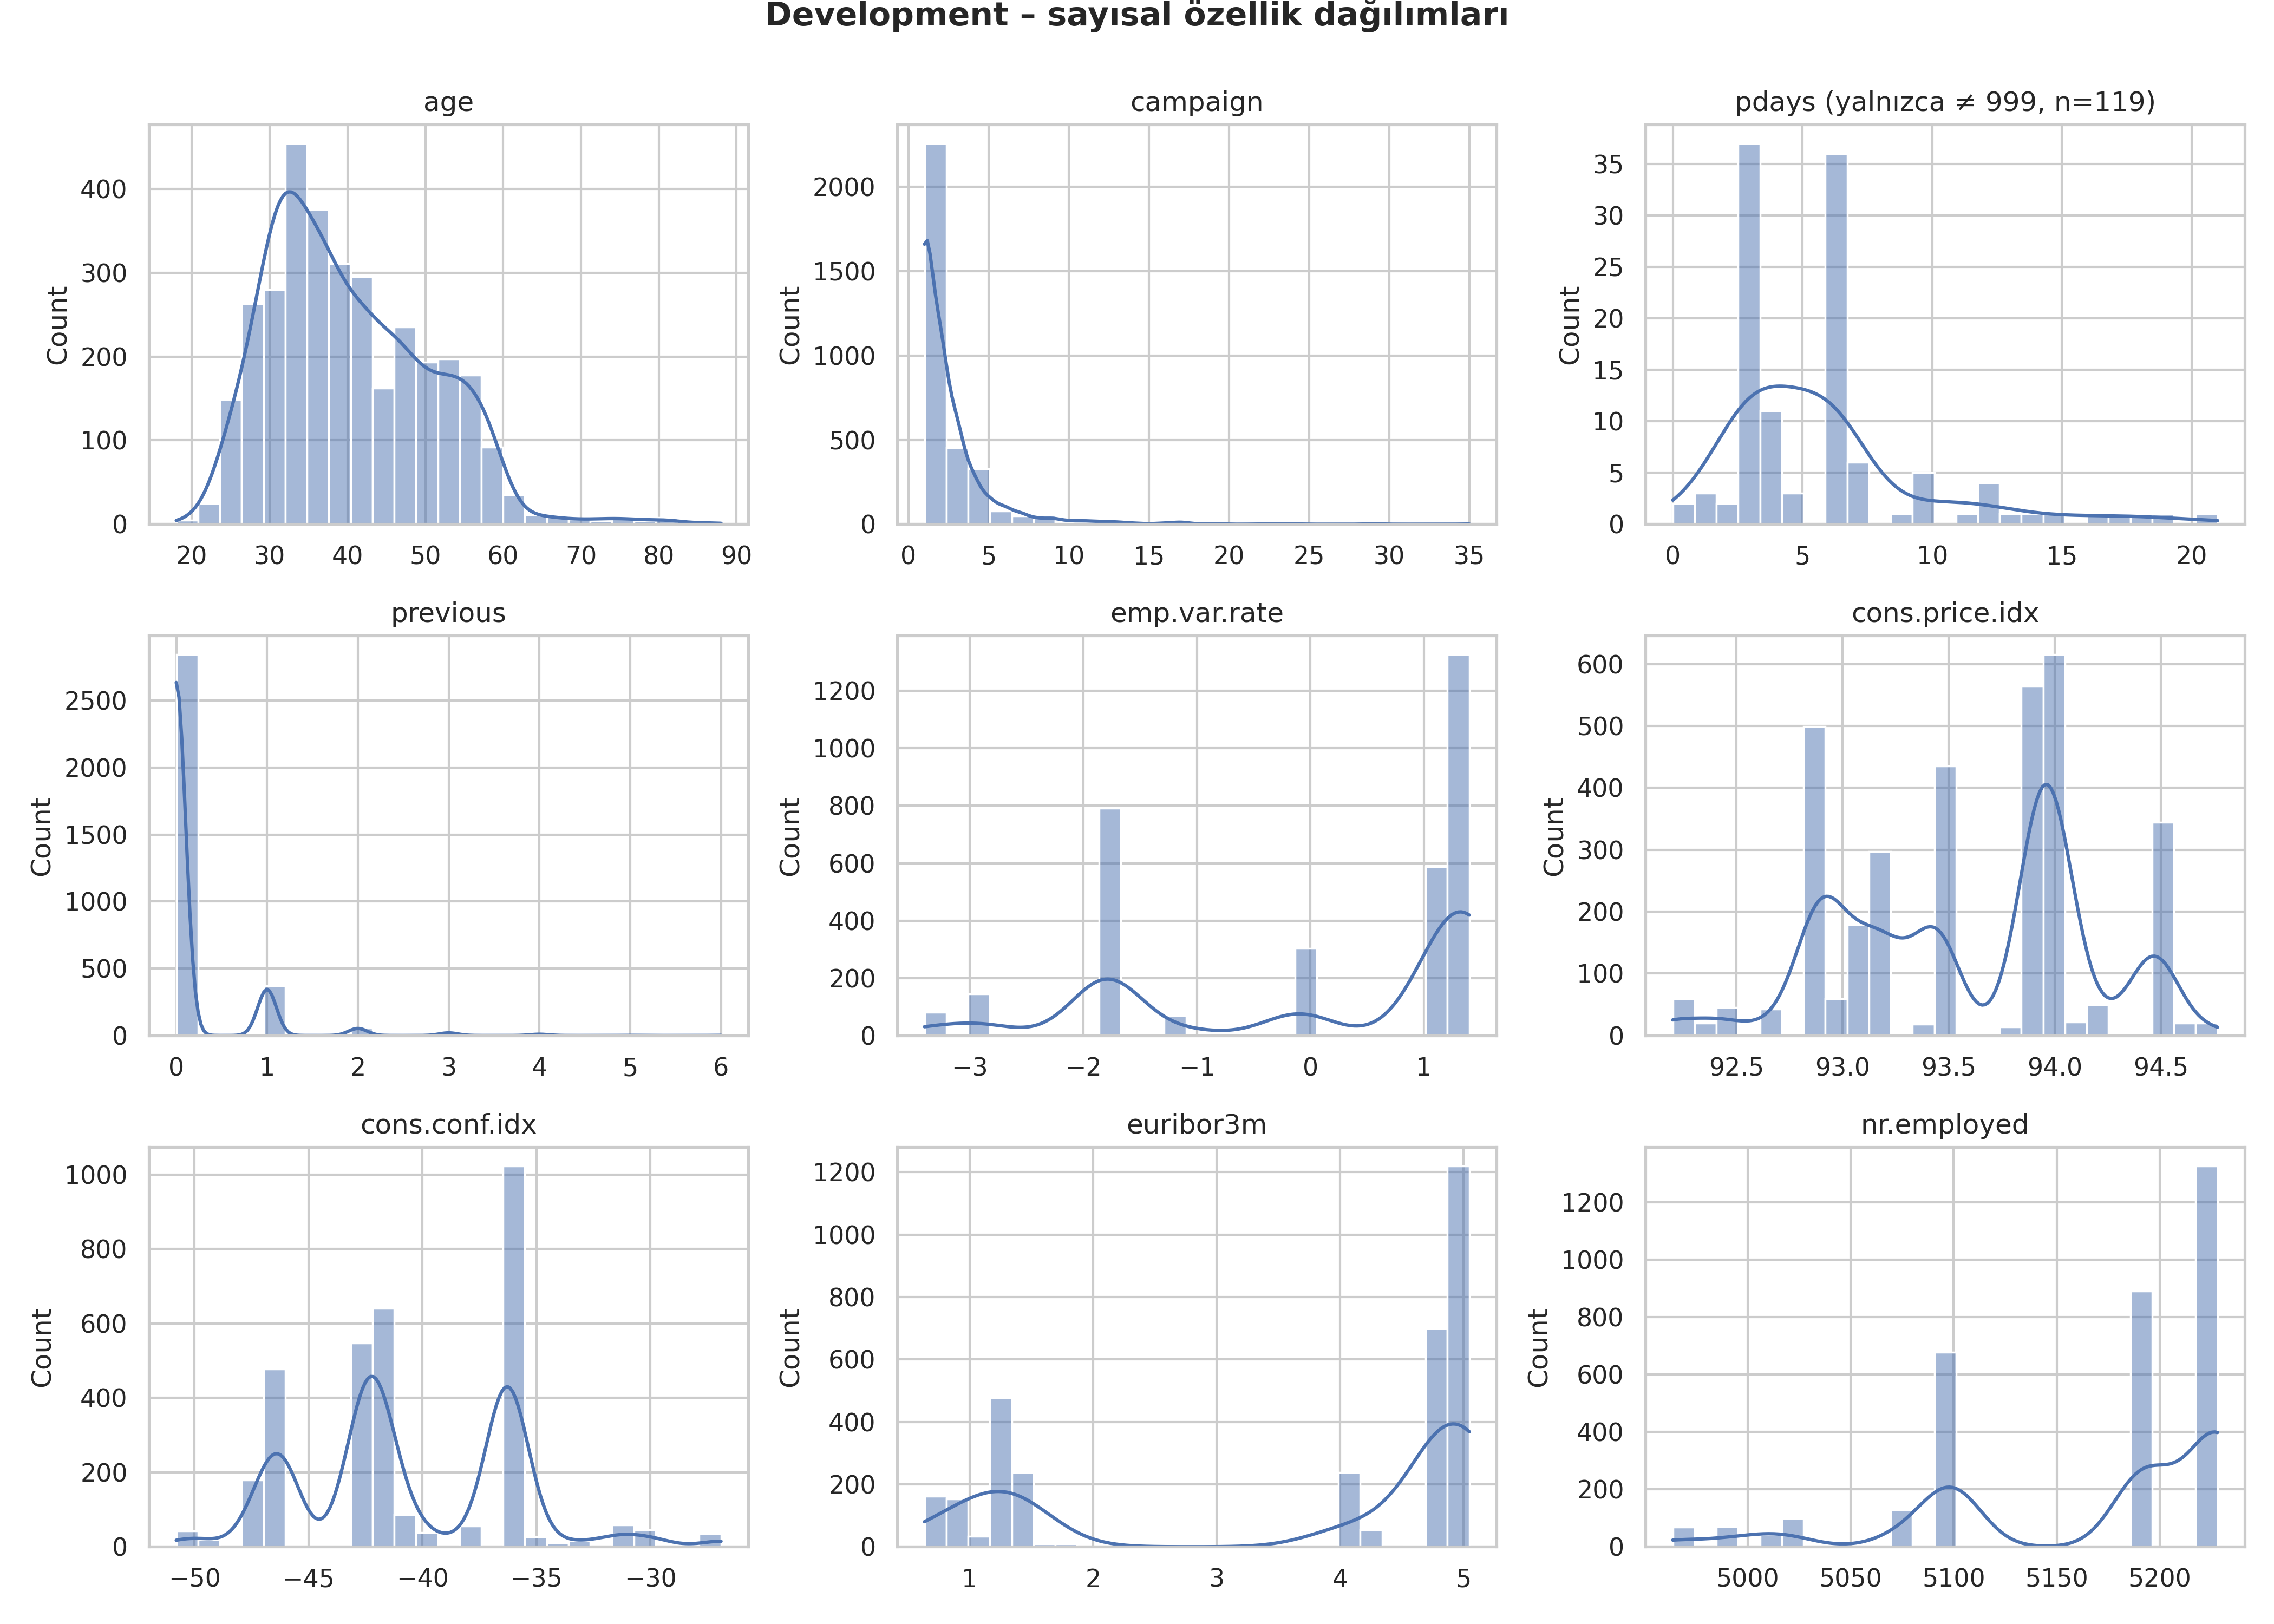 Development – sayısal özellik dağılımları
age
Count
400
300
200
100
0
20 30 40 50 60 70 80 90
campaign
Count
2000
1500
1000
500
0
0 5 10 15 20 25 30 35
pdays (yalnızca ≠ 999, n=119)
Count
35
30
25
20
15
10
5
0
0 5 10 15 20
previous
Count
2500
2000
1500
1000
500
0
0 1 2 3 4 5 6
emp.var.rate
Count
1200
1000
800
600
400
200
0
−3 −2 −1 0 1
cons.price.idx
Count
600
500
400
300
200
100
0
92.5 93.0 93.5 94.0 94.5
cons.conf.idx
Count
1000
800
600
400
200
0
−50 −45 −40 −35 −30
euribor3m
Count
1200
1000
800
600
400
200
0
1 2 3 4 5
nr.employed
Count
1200
1000
800
600
400
200
0
5000 5050 5100 5150 5200